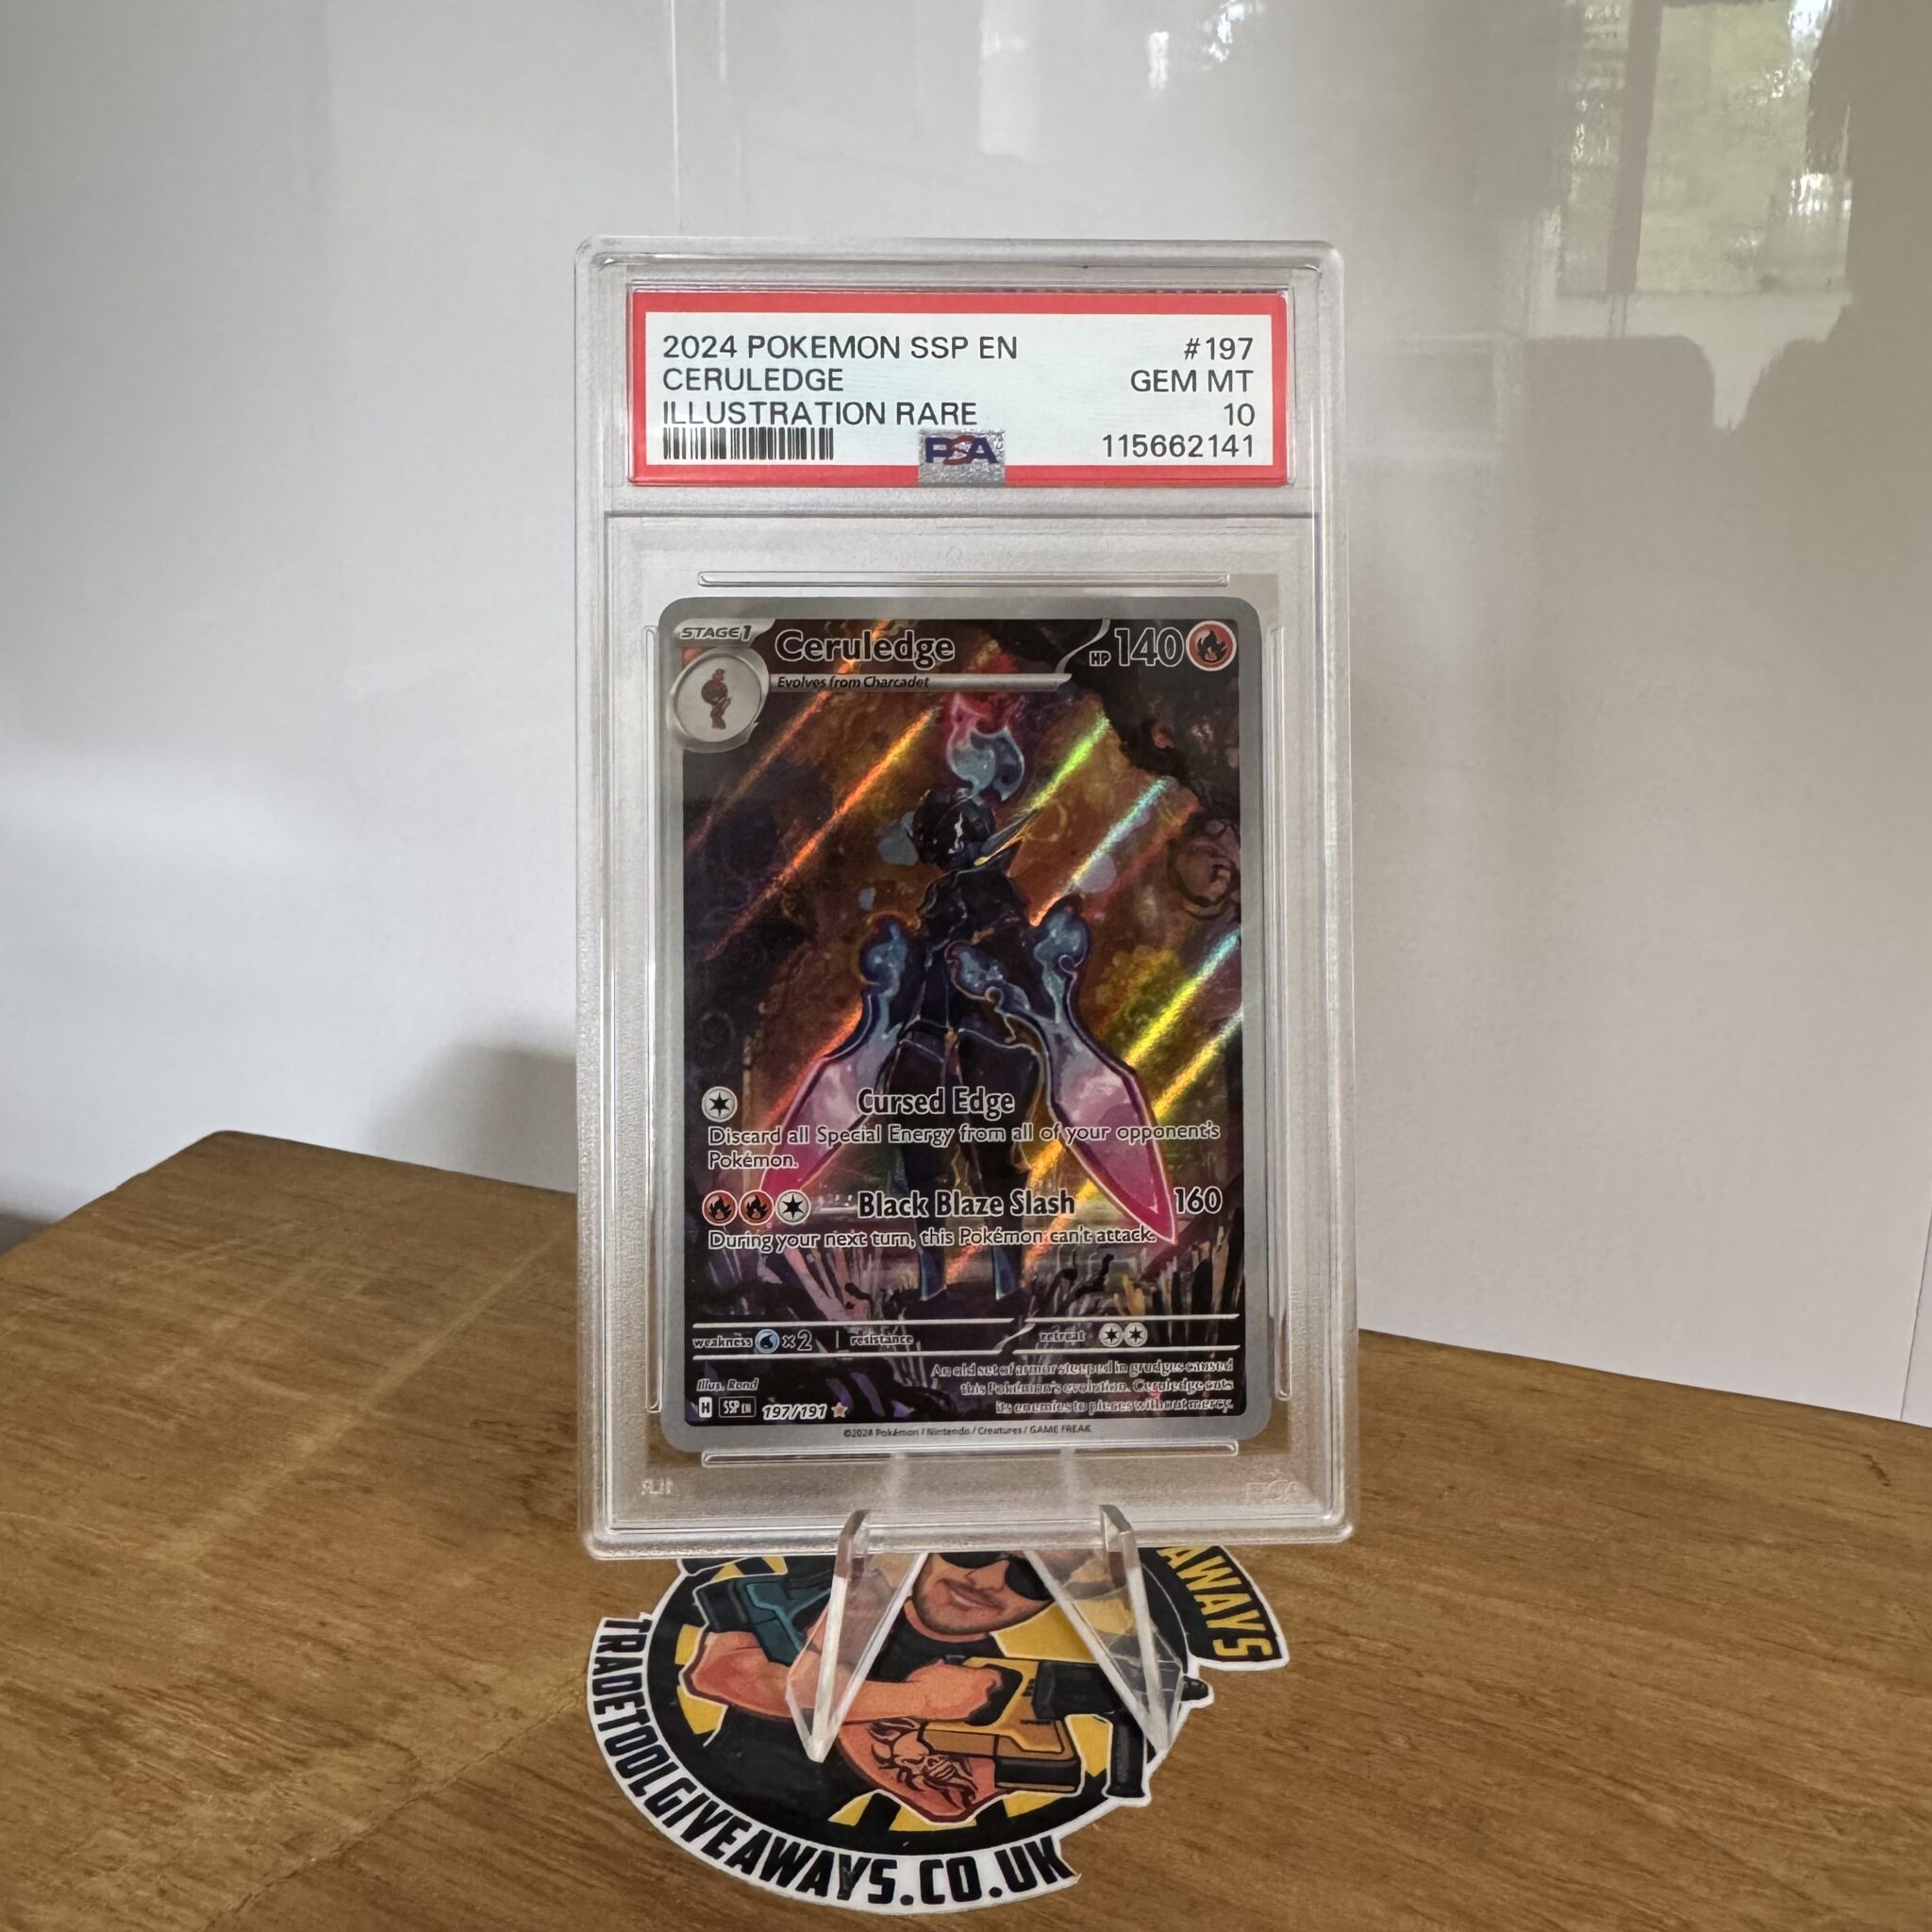 2024 POKEMON SSP EN #197
CERULEDGE GEM MT
ILLUSTRATION RARE 10
PSA 115662141
STAGE1 Ceruledge HP 140
Evolves from Charcadet
Cursed Edge
Discard all Special Energy from all of your opponent's
Pokémon.
Black Blaze Slash 160
During your next turn, this Pokémon can't attack.
weakness x2 resistance retreat
An old set of armor steeped in grudges caused
this Pokémon's evolution. Ceruledge cuts
its enemies to pieces without mercy.
Illus. Rond
H SSP EN 197/191
©2024 Pokémon / Nintendo / Creatures / GAME FREAK
AWAYS
TRADETOOLGIVEAWAYS.CO.UK